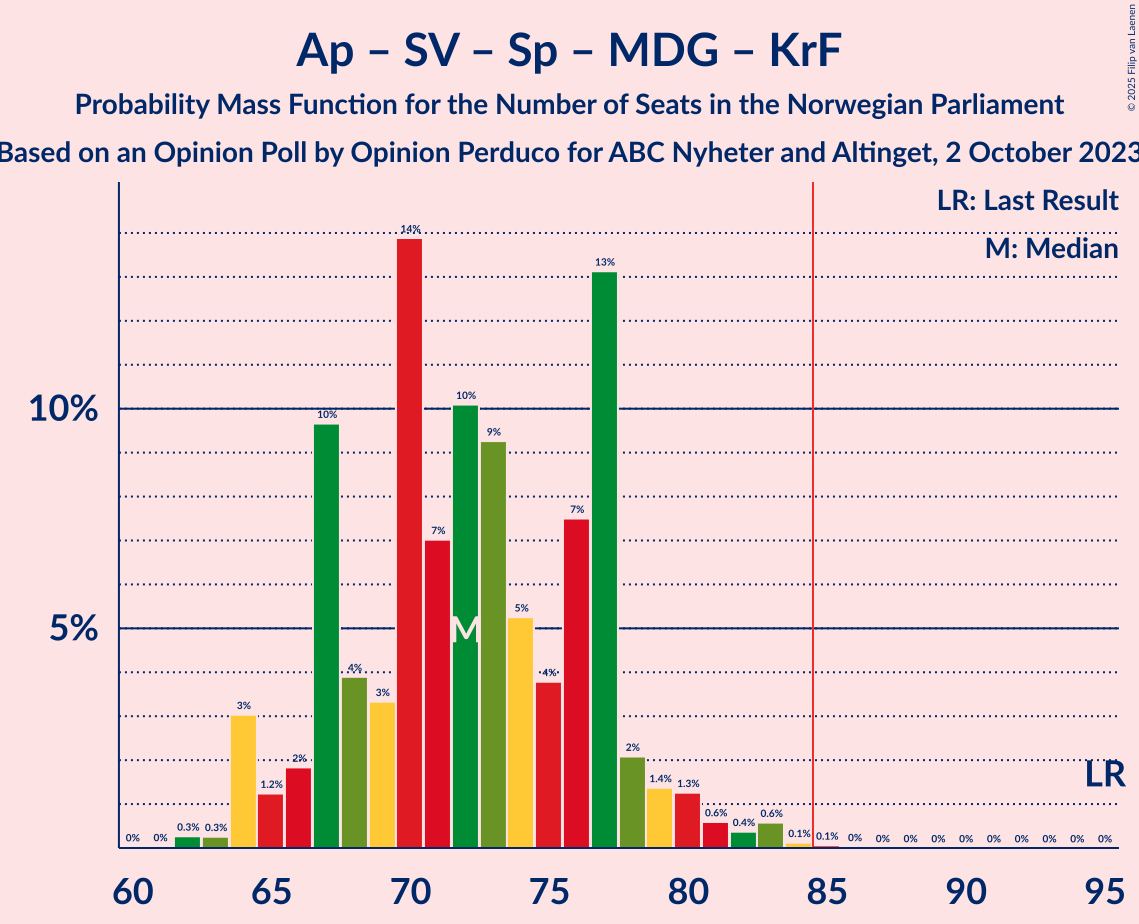 Ap – SV – Sp – MDG – KrF
Probability Mass Function for the Number of Seats in the Norwegian Parliament
Based on an Opinion Poll by Opinion Perduco for ABC Nyheter and Altinget, 2 October 2023
© 2025 Filip van Laenen
LR: Last Result
M: Median
10%
5%
0% 0% 0.3% 0.3% 3% 1.2% 2% 10% 4% 3% 14% 7% 10% 9% 5% 4% 7% 13% 2% 1.4% 1.3% 0.6% 0.4% 0.6% 0.1% 0.1% 0% 0% 0% 0% 0% 0% 0% 0% 0% 0%
M
LR
60 65 70 75 80 85 90 95